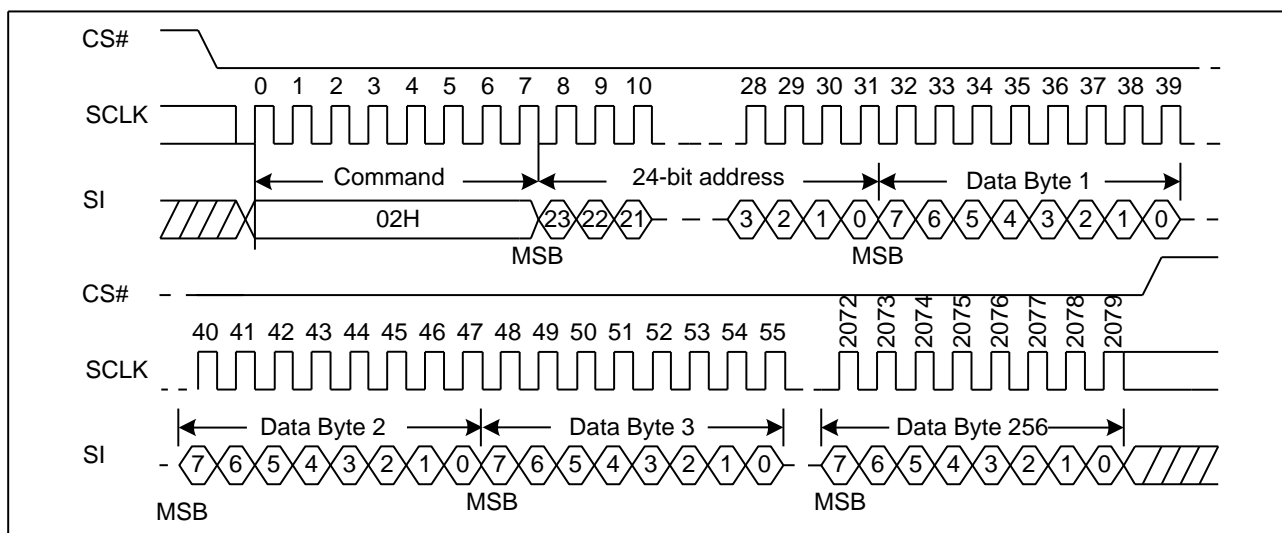 CS#
0 1 2 3 4 5 6 7 8 9 10 28 29 30 31 32 33 34 35 36 37 38 39
SCLK
Command 24-bit address Data Byte 1
SI
02H 23 22 21 3 2 1 0 7 6 5 4 3 2 1 0
MSB MSB
CS#
2072 2073 2074 2075 2076 2077 2078 2079
40 41 42 43 44 45 46 47 48 49 50 51 52 53 54 55
SCLK
Data Byte 2 Data Byte 3 Data Byte 256
SI
7 6 5 4 3 2 1 0 7 6 5 4 3 2 1 0 7 6 5 4 3 2 1 0
MSB MSB MSB